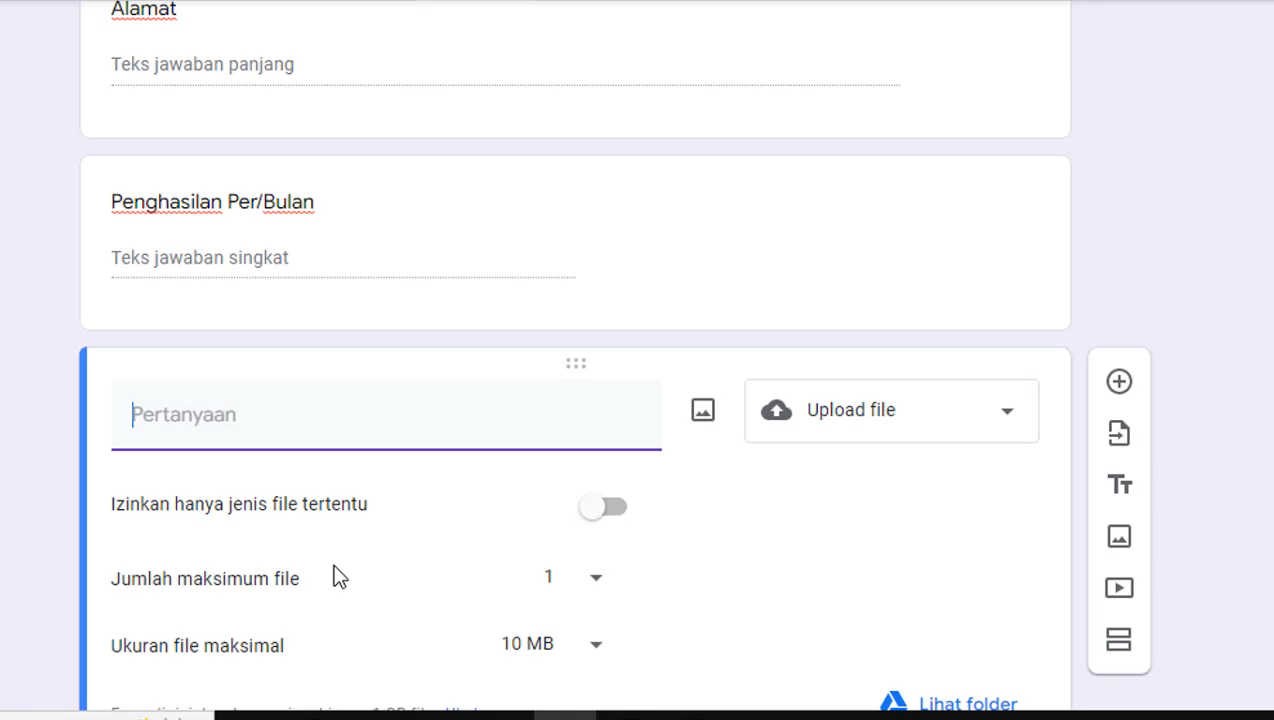 Alamat
Teks jawaban panjang
Penghasilan Per/Bulan
Teks jawaban singkat
Pertanyaan
Upload file
Izinkan hanya jenis file tertentu
Jumlah maksimum file
1
Ukuran file maksimal
10 MB
Lihat folder